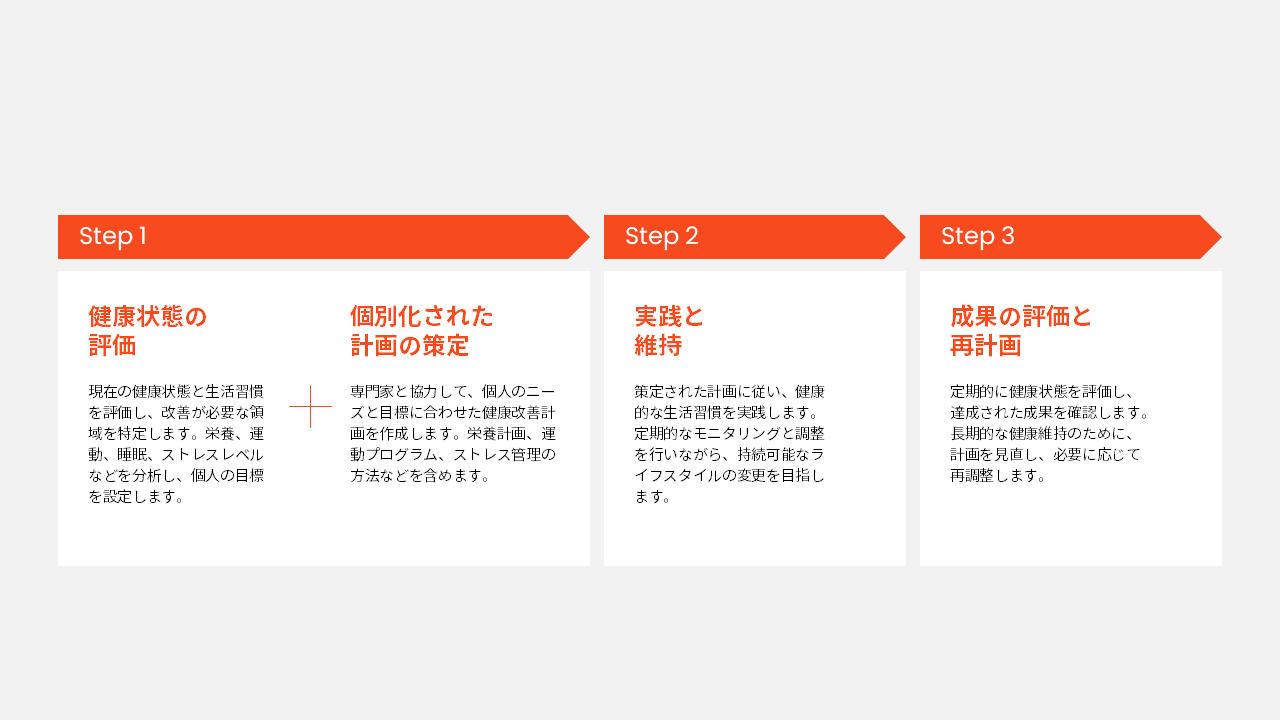 Step 1
健康状態の
評価
現在の健康状態と生活習慣
を評価し、改善が必要な領
域を特定します。栄養、運
動、睡眠、ストレスレベル
などを分析し、個人の目標
を設定します。
個別化された
計画の策定
専門家と協力して、個人のニー
ズと目標に合わせた健康改善計
画を作成します。栄養計画、運
動プログラム、ストレス管理の
方法などを含めます。
Step 2
実践と
維持
策定された計画に従い、健康
的な生活習慣を実践します。
定期的なモニタリングと調整
を行いながら、持続可能なラ
イフスタイルの変更を目指し
ます。
Step 3
成果の評価と
再計画
定期的に健康状態を評価し、
達成された成果を確認します。
長期的な健康維持のために、
計画を見直し、必要に応じて
再調整します。